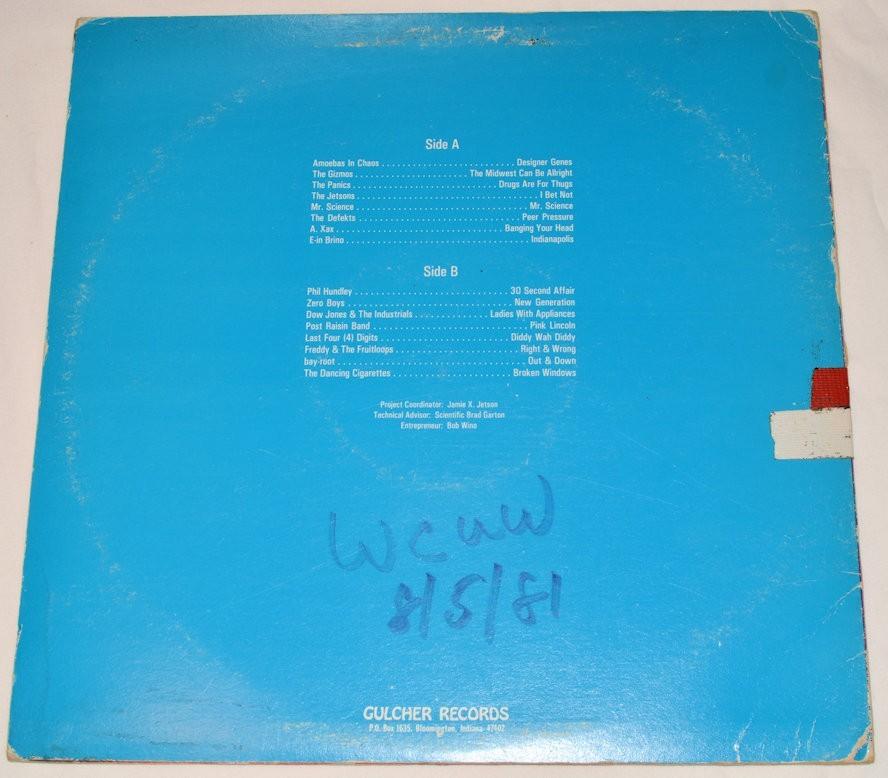 Side A
Amoebas In Chaos ........................ Designer Genes
The Gizmos ..................... The Midwest Can Be Allright
The Panics .......................... Drugs Are For Thugs
The Jetsons ................................. I Bet Not
Mr. Science ............................... Mr. Science
The Defekts ............................. Peer Pressure
A. Xax .............................. Banging Your Head
E-in Brino ................................. Indianapolis
Side B
Phil Hundley ............................ 30 Second Affair
Zero Boys .............................. New Generation
Dow Jones & The Industrials ............. Ladies With Appliances
Post Raisin Band ............................ Pink Lincoln
Last Four (4) Digits ....................... Diddy Wah Diddy
Freddy & The Fruitloops ..................... Right & Wrong
bay-root .................................. Out & Down
The Dancing Cigarettes ..................... Broken Windows
Project Coordinator: Jamie X. Jetson
Technical Advisor: Scientific Brad Garton
Entrepreneur: Bob Wino
WCUW
8/5/81
GULCHER RECORDS
P.O. Box 1635, Bloomington, Indiana 47402